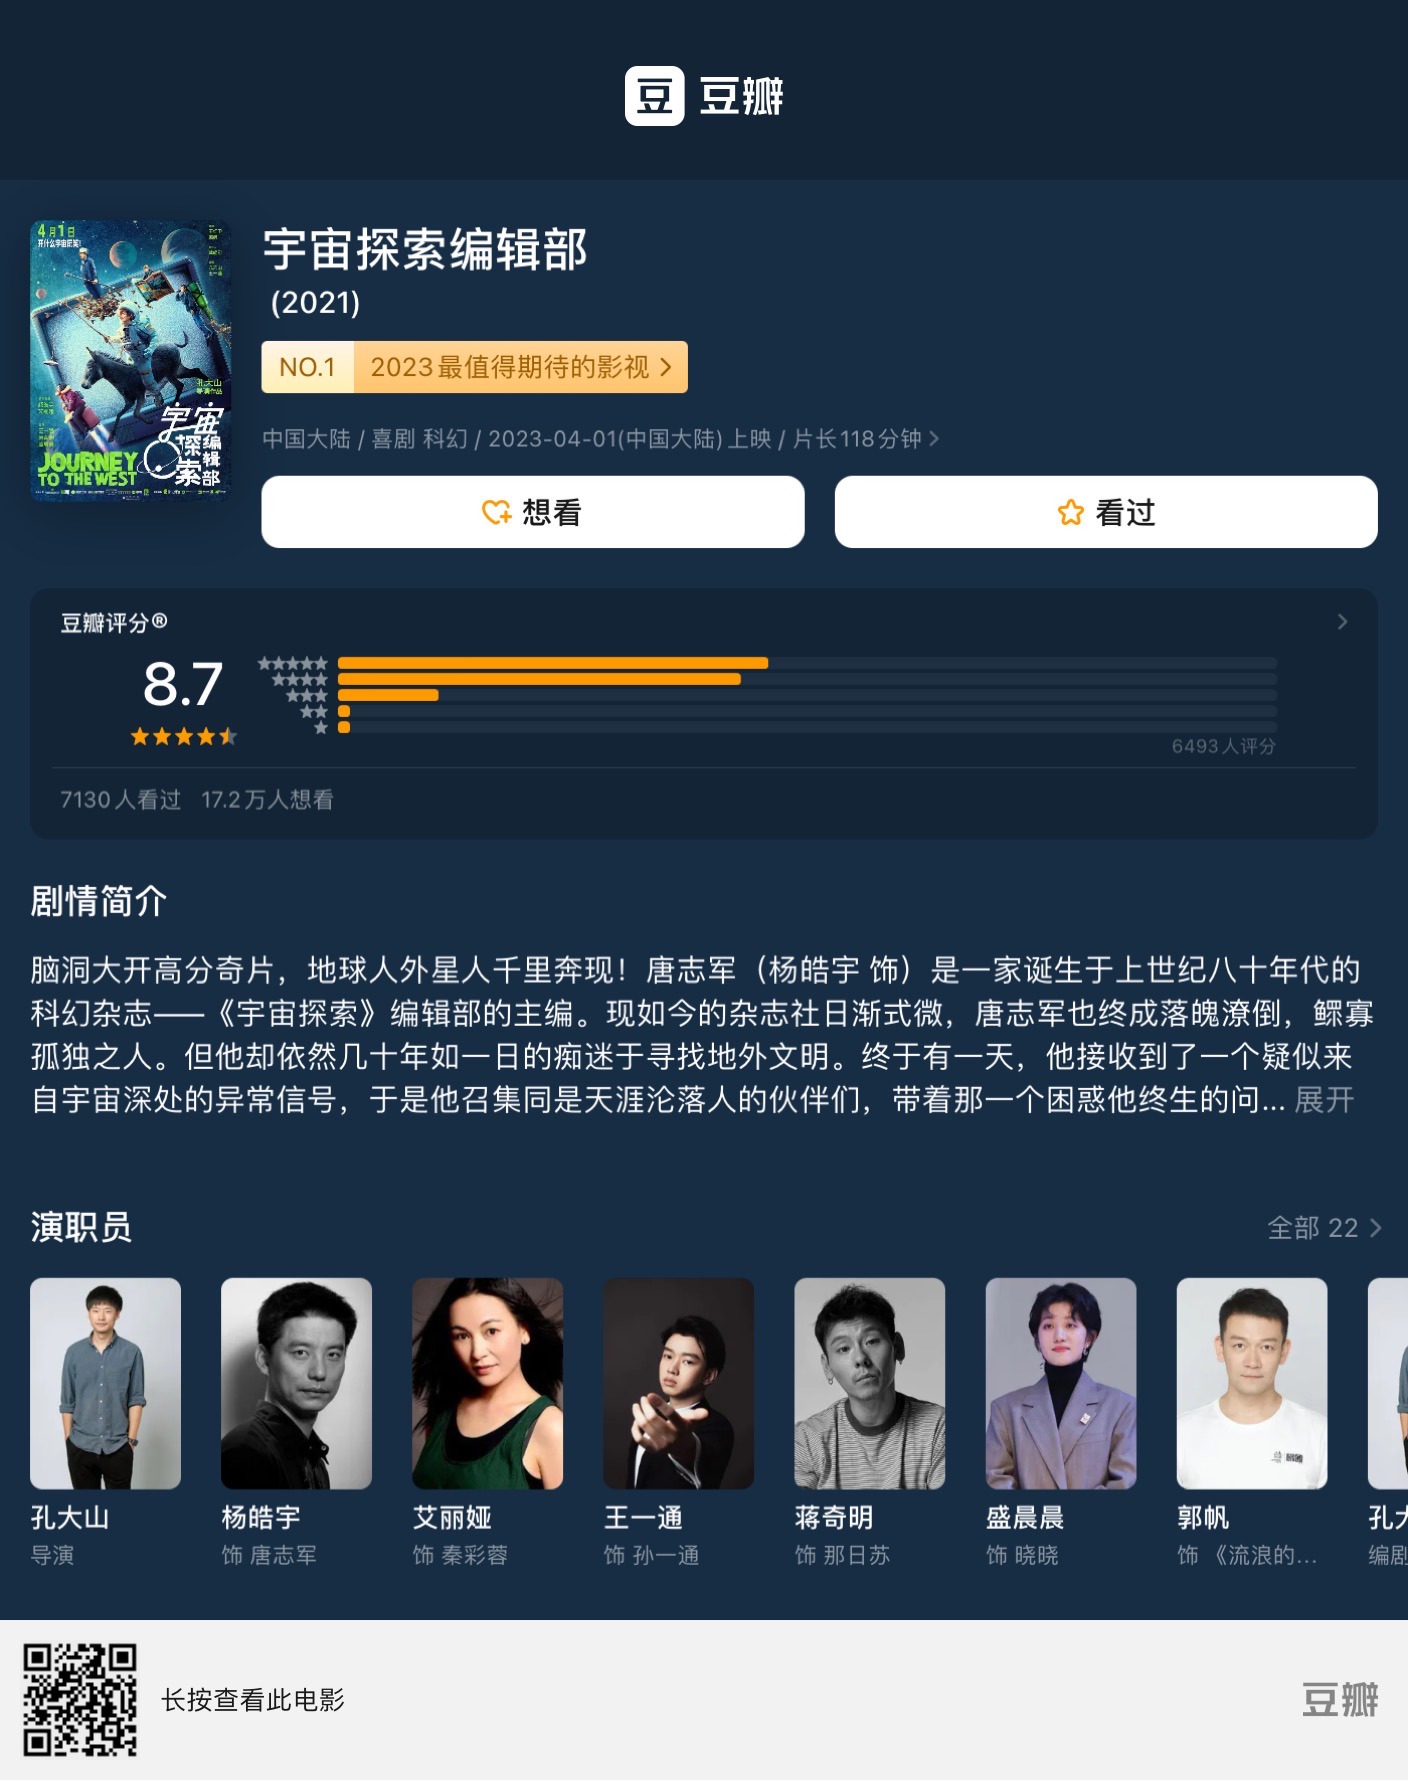 豆 豆瓣
4月1日
宇宙探索编辑部
JOURNEY
TO THE WEST
孔大山
宇宙探索编辑部
(2021)
NO.1 2023最值得期待的影视
中国大陆 / 喜剧 科幻 / 2023-04-01(中国大陆)上映 / 片长118分钟
想看 看过
豆瓣评分®
8.7
6493人评分
7130人看过 17.2万人想看
剧情简介
脑洞大开高分奇片，地球人外星人千里奔现！唐志军（杨皓宇 饰）是一家诞生于上世纪八十年代的
科幻杂志——《宇宙探索》编辑部的主编。现如今的杂志社日渐式微，唐志军也终成落魄潦倒，鳏寡
孤独之人。但他却依然几十年如一日的痴迷于寻找地外文明。终于有一天，他接收到了一个疑似来
自宇宙深处的异常信号，于是他召集同是天涯沦落人的伙伴们，带着那一个困惑他终生的问... 展开
演职员 全部 22
孔大山 杨皓宇 艾丽娅 王一通 蒋奇明 盛晨晨 郭帆 孔大
导演 饰 唐志军 饰 秦彩蓉 饰 孙一通 饰 那日苏 饰 晓晓 饰 《流浪的... 编剧
长按查看此电影 豆瓣